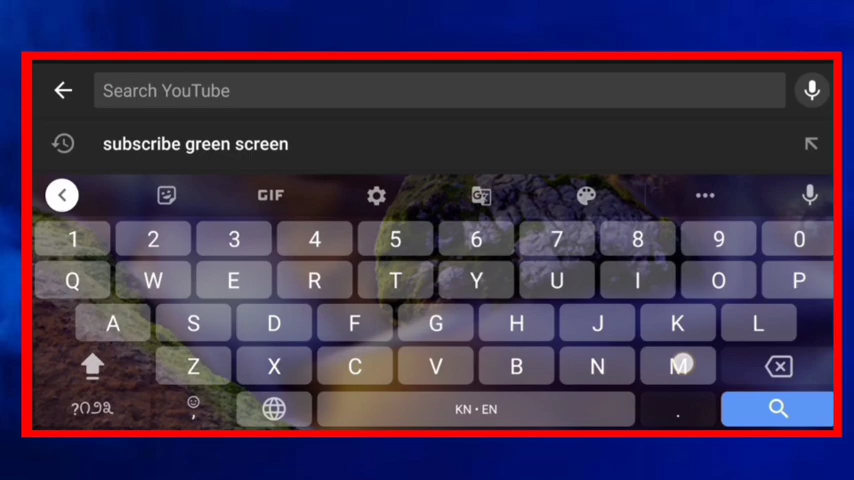 Search YouTube
subscribe green screen
GIF
1 2 3 4 5 6 7 8 9 0
Q W E R T Y U I O P
A S D F G H J K L
Z X C V B N M
, KN • EN .